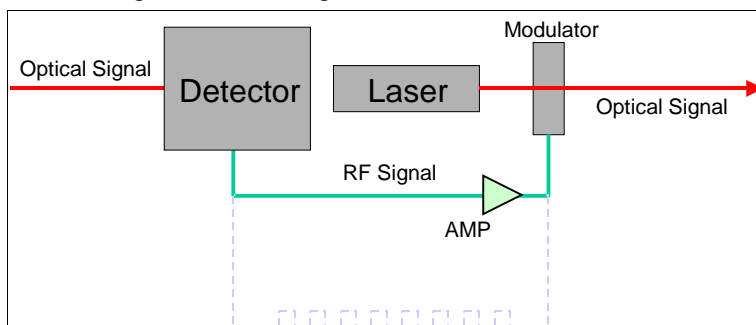 Modulator
Optical Signal
Detector
Laser
Optical Signal
RF Signal
AMP